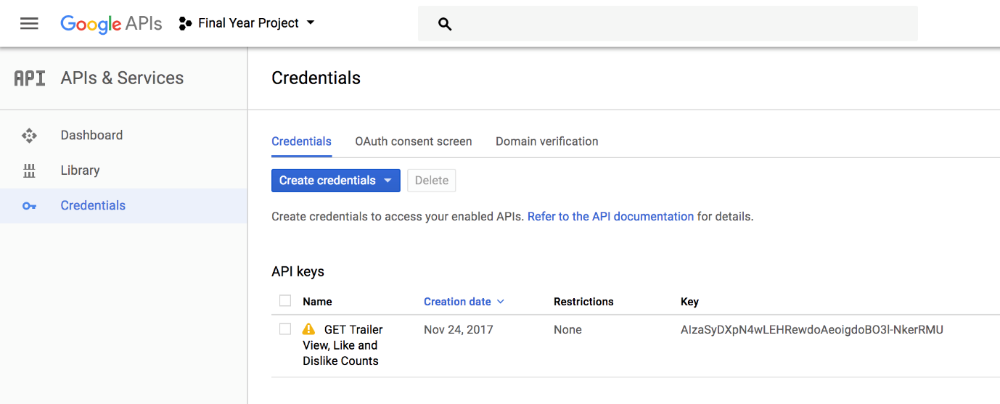 Google APIs Final Year Project
API APIs & Services
Credentials
Dashboard
Library
Credentials
Credentials OAuth consent screen Domain verification
Create credentials Delete
Create credentials to access your enabled APIs. Refer to the API documentation for details.
API keys
Name Creation date Restrictions Key
GET Trailer Nov 24, 2017 None AIzaSyDXpN4wLEHRewdoAeoigdoBO3l-NkerRMU
View, Like and
Dislike Counts